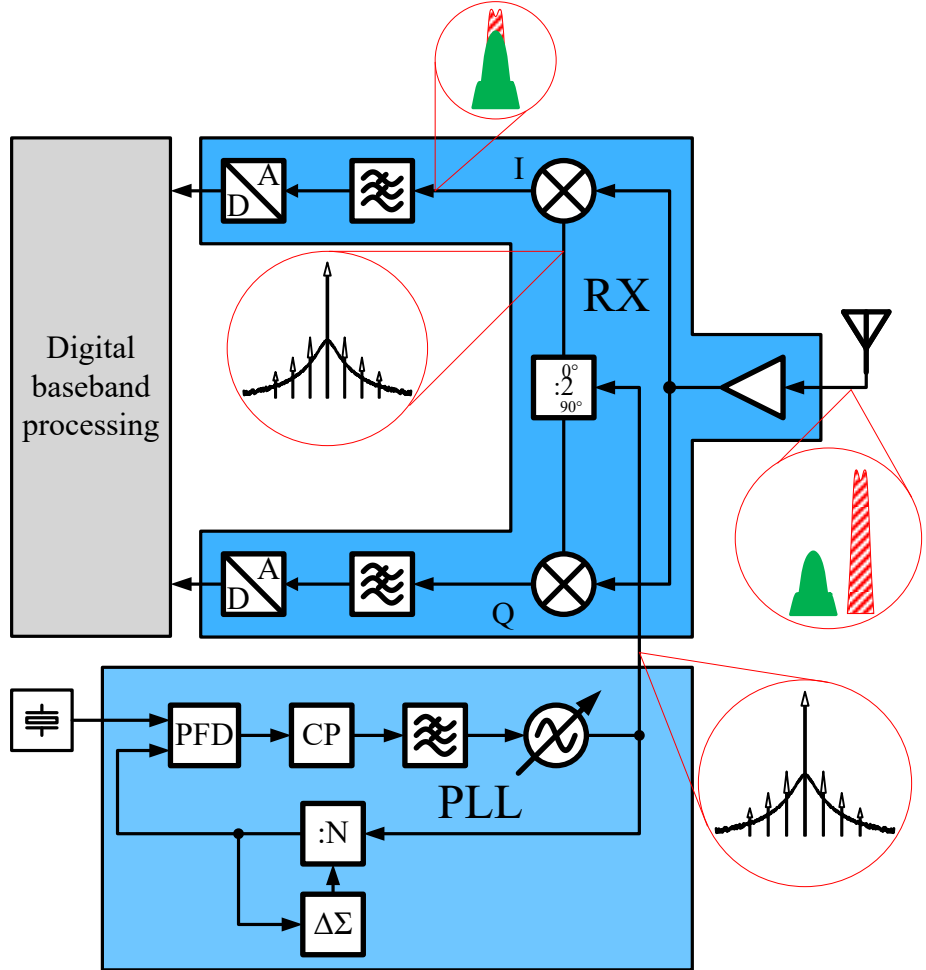 A
D
I
RX
Digital
baseband
processing
0°
:2
90°
A
D
Q
PFD
CP
PLL
:N
ΔΣ